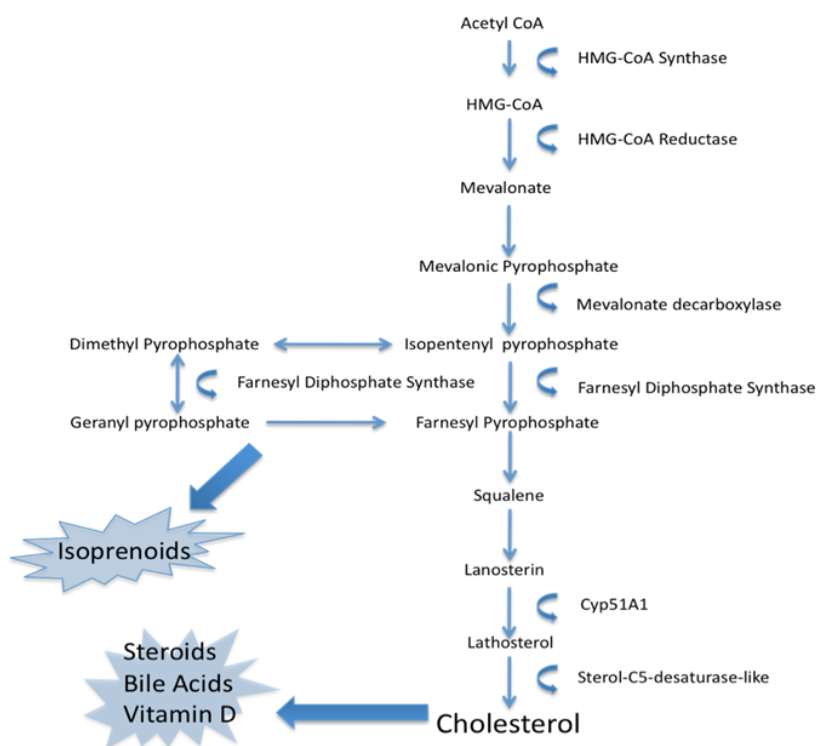 Acetyl CoA
HMG-CoA Synthase
HMG-CoA
HMG-CoA Reductase
Mevalonate
Mevalonic Pyrophosphate
Mevalonate decarboxylase
Dimethyl Pyrophosphate
Isopentenyl pyrophosphate
Farnesyl Diphosphate Synthase
Farnesyl Diphosphate Synthase
Geranyl pyrophosphate
Farnesyl Pyrophosphate
Squalene
Isoprenoids
Lanosterin
Cyp51A1
Lathosterol
Sterol-C5-desaturase-like
Steroids
Bile Acids
Vitamin D
Cholesterol